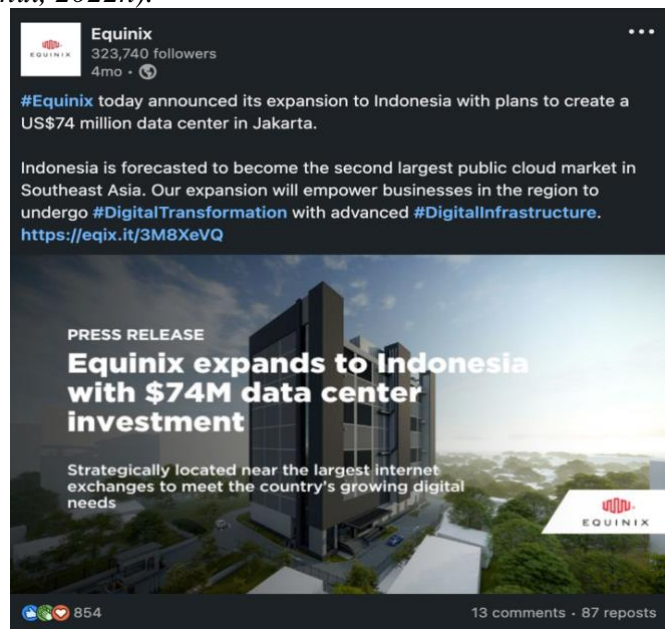 2022n).
EQUINIX
Equinix
323,740 followers
4mo •
#Equinix today announced its expansion to Indonesia with plans to create a
US$74 million data center in Jakarta.
Indonesia is forecasted to become the second largest public cloud market in
Southeast Asia. Our expansion will empower businesses in the region to
undergo #DigitalTransformation with advanced #DigitalInfrastructure.
https://eqix.it/3M8XeVQ
PRESS RELEASE
Equinix expands to Indonesia
with $74M data center
investment
Strategically located near the largest internet
exchanges to meet the country's growing digital
needs
EQUINIX
854
13 comments • 87 reposts